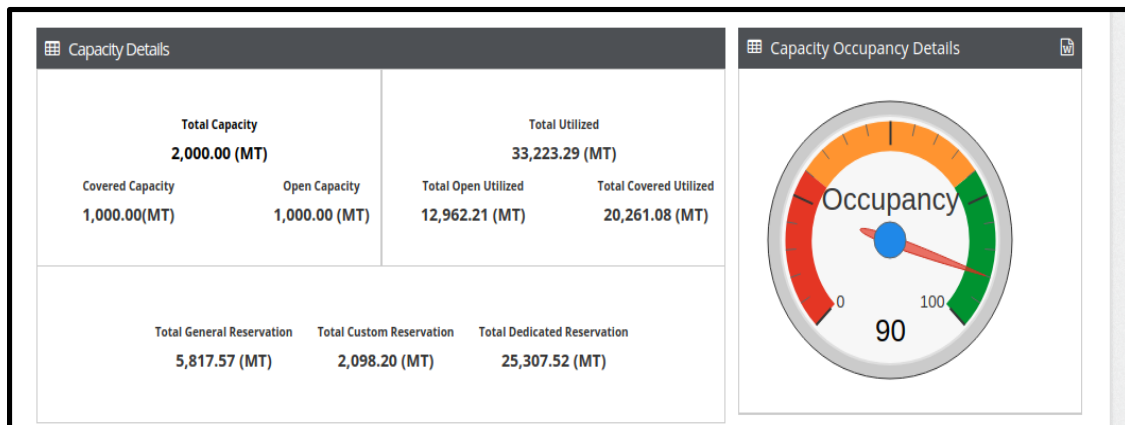 Capacity Details
Total Capacity
2,000.00 (MT)
Covered Capacity
1,000.00(MT)
Open Capacity
1,000.00 (MT)
Total Utilized
33,223.29 (MT)
Total Open Utilized
12,962.21 (MT)
Total Covered Utilized
20,261.08 (MT)
Total General Reservation
5,817.57 (MT)
Total Custom Reservation
2,098.20 (MT)
Total Dedicated Reservation
25,307.52 (MT)
Capacity Occupancy Details
W
Occupancy
0
100
90